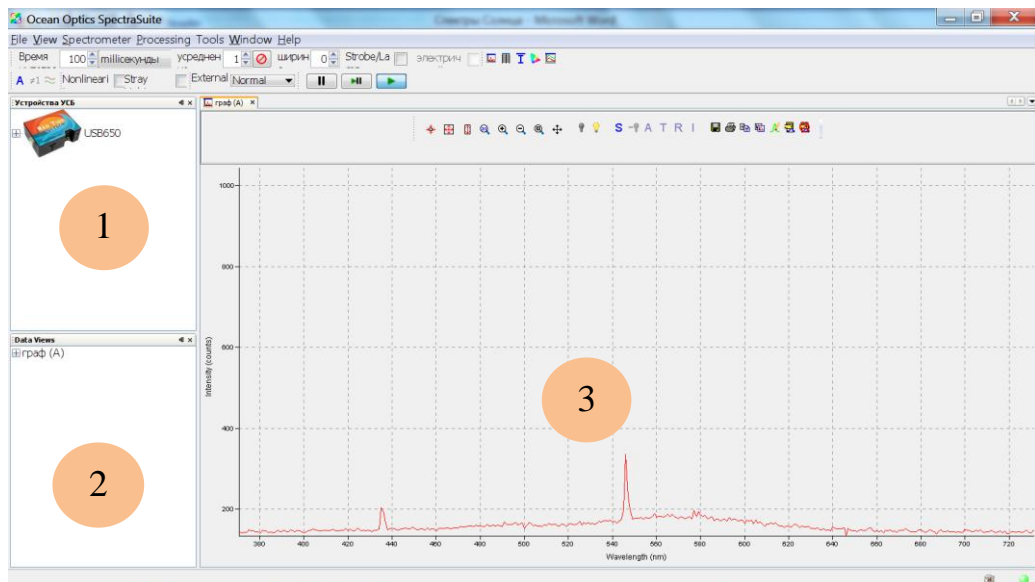 Ocean Optics SpectraSuite
Спектры Солнца - Microsoft Word
File View Spectrometer Processing Tools Window Help
Время 100 millісекунды усреднен 1 ширин 0 Strobe/La электрич
A ≠1 Nonlineari Stray External Normal
Устройства УСБ
граф (A)
USB650
S A T R I
1
Data Views
граф (A)
2
3
1000
800
600
400
200
Intensity (counts)
380 400 420 440 460 480 500 520 540 560 580 600 620 640 660 680 700 720
Wavelength (nm)